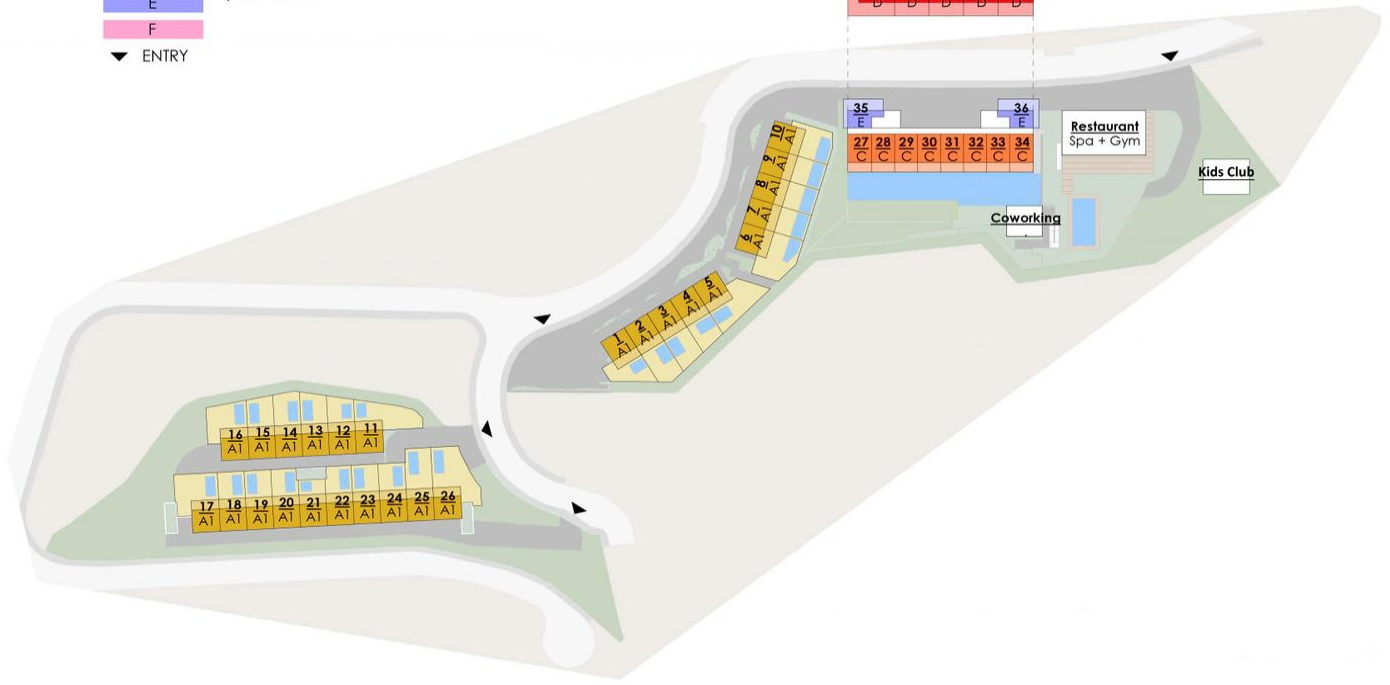 E
F
ENTRY
D D D D D
35
E
36
E
27 28 29 30 31 32 33 34
C C C C C C C C
Restaurant
Spa + Gym
Kids Club
Coworking
10
A1
9
A1
8
A1
7
A1
6
A1
5
A1
4
A1
3
A1
2
A1
1
A1
16 15 14 13 12 11
A1 A1 A1 A1 A1 A1
17 18 19 20 21 22 23 24 25 26
A1 A1 A1 A1 A1 A1 A1 A1 A1 A1